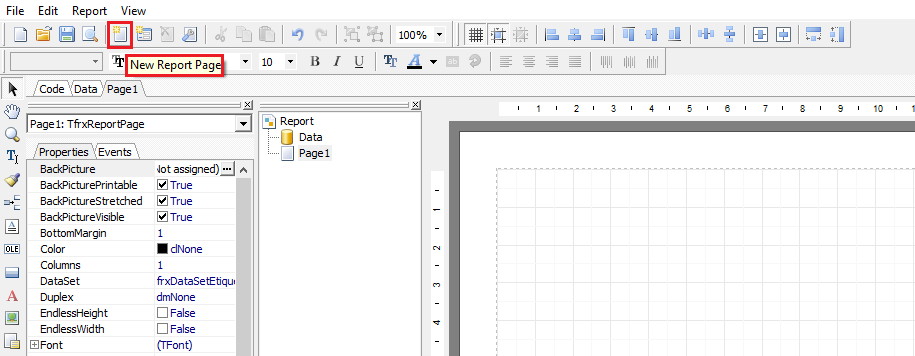 File Edit Report View
100%
New Report Page
10 B I U
Code Data Page1
Page1: TfrxReportPage
Properties Events
BackPicture Not assigned) ...
BackPicturePrintable True
BackPictureStretched True
BackPictureVisible True
BottomMargin 1
Color clNone
Columns 1
DataSet frxDataSetEtique
Duplex dmNone
EndlessHeight False
EndlessWidth False
Font (TFont)
OLE
Report
Data
Page1
1 2 3 4 5 6 7 8 9 10
1
2
3
4